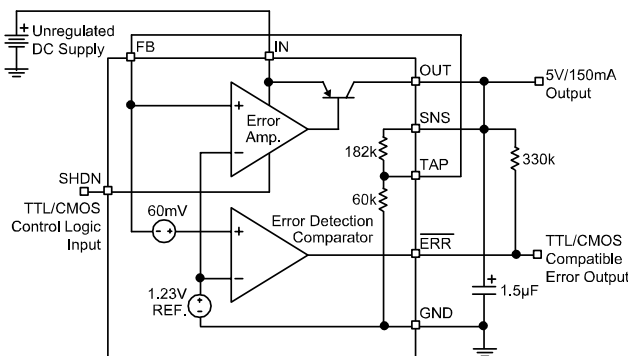 + Unregulated
DC Supply
FB
IN
OUT
5V/150mA
Output
+
Error
Amp.
−
SNS
182k
330k
SHDN
TAP
TTL/CMOS
Control Logic
Input
60mV
60k
− +
+
Error Detection
Comparator
ERR
TTL/CMOS
Compatible
Error Output
−
1.23V
REF.
+
−
+
1.5µF
GND